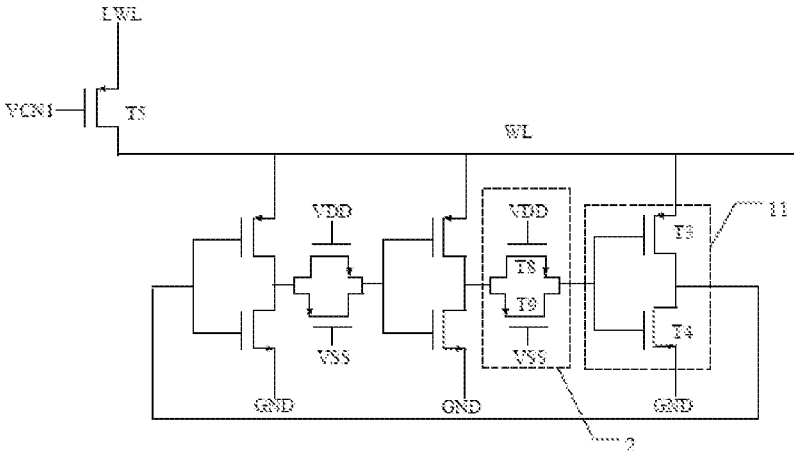 LWL
VCN1
T5
WL
VDD
VDD
11
T3
T8
T9
T4
VSS
VSS
GND
GND
GND
2